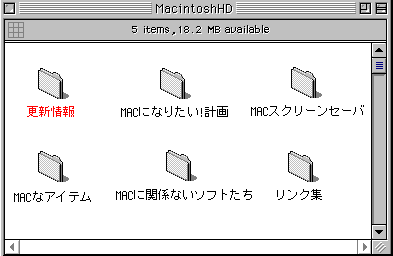 MacintoshHD
5 items,18.2 MB available
更新情報
MACになりたい!計画
MACスクリーンセーバ
MACなアイテム
MACに関係ないソフトたち
リンク集